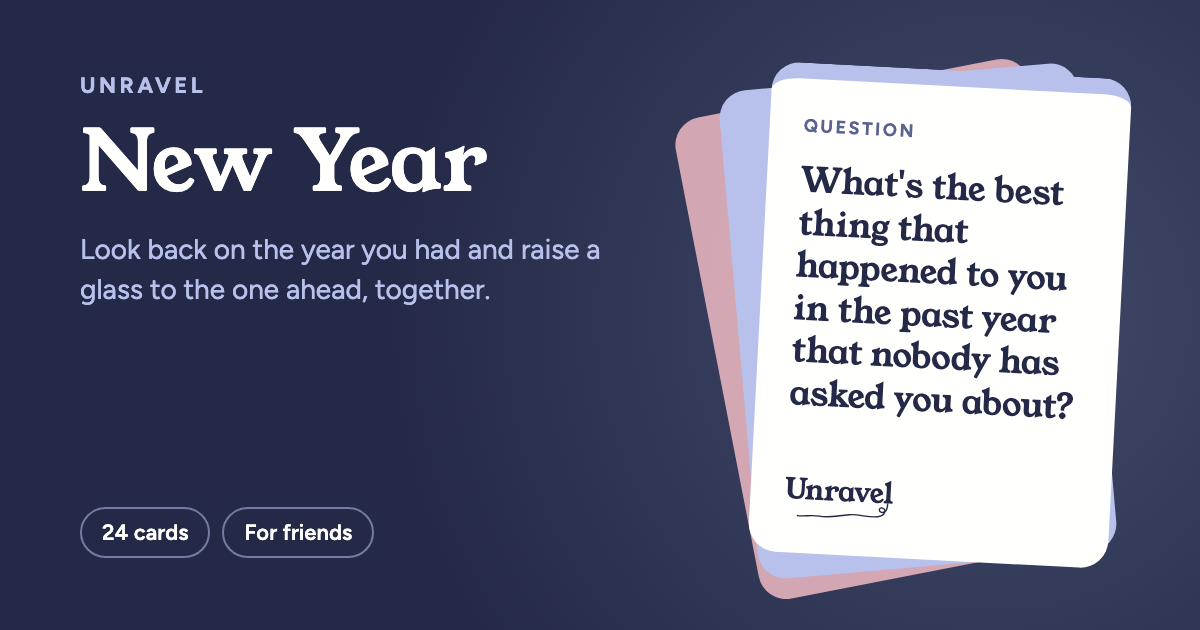 UNRAVEL
New Year
Look back on the year you had and raise a
glass to the one ahead, together.
24 cards
For friends
QUESTION
What's the best
thing that
happened to you
in the past year
that nobody has
asked you about?
Unravel